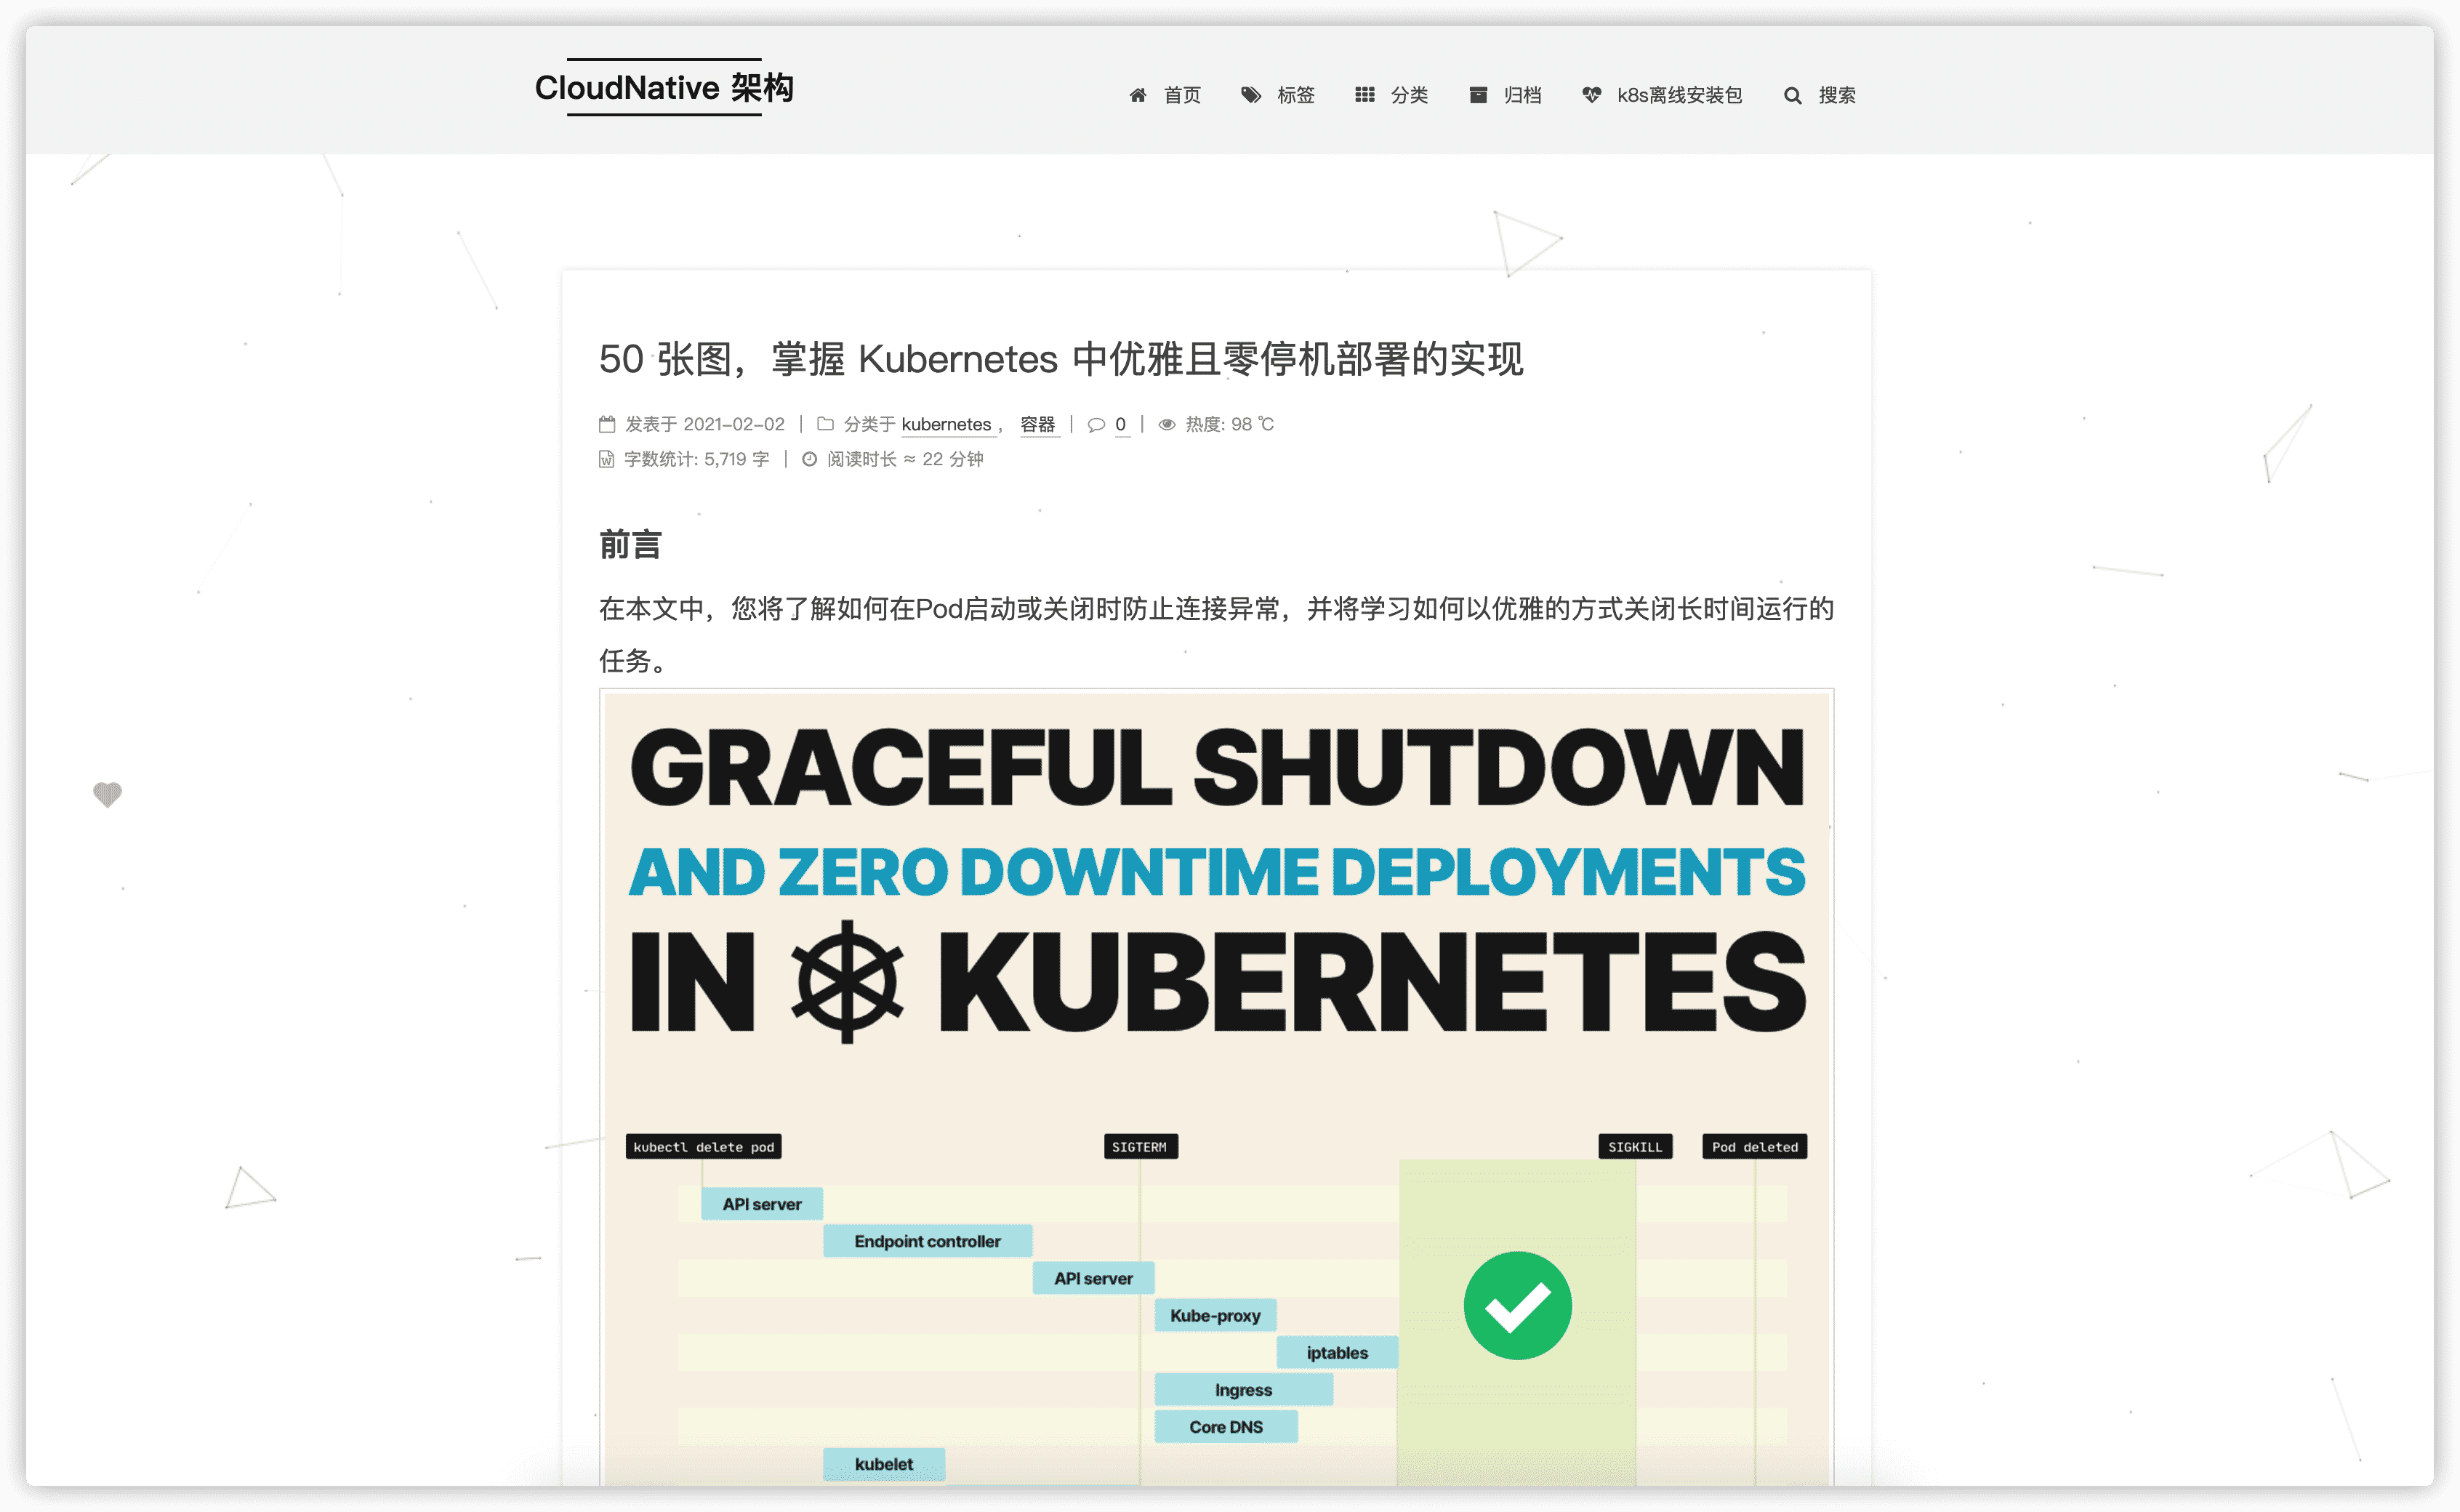 CloudNative 架构
首页 标签 分类 归档 k8s离线安装包 搜索
50 张图，掌握 Kubernetes 中优雅且零停机部署的实现
发表于 2021-02-02 | 分类于 kubernetes , 容器 | 0 | 热度: 98 ℃
字数统计: 5,719 字 | 阅读时长 ≈ 22 分钟
前言
在本文中，您将了解如何在Pod启动或关闭时防止连接异常，并将学习如何以优雅的方式关闭长时间运行的
任务。
GRACEFUL SHUTDOWN
AND ZERO DOWNTIME DEPLOYMENTS
IN KUBERNETES
kubectl delete pod SIGTERM SIGKILL Pod deleted
API server
Endpoint controller
API server
Kube-proxy
iptables
Ingress
Core DNS
kubelet